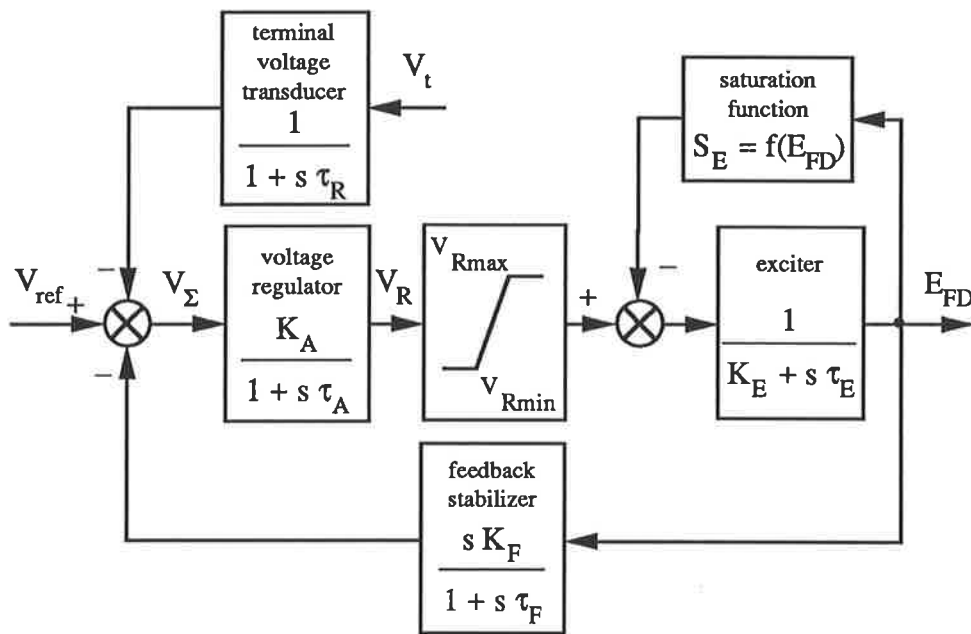 terminal
voltage
transducer
1
1 + s τ_R
V_t
saturation
function
S_E = f(E_FD)
V_ref
+
−
−
V_Σ
voltage
regulator
K_A
1 + s τ_A
V_R
V_Rmax
V_Rmin
+
−
exciter
1
K_E + s τ_E
E_FD
feedback
stabilizer
s K_F
1 + s τ_F